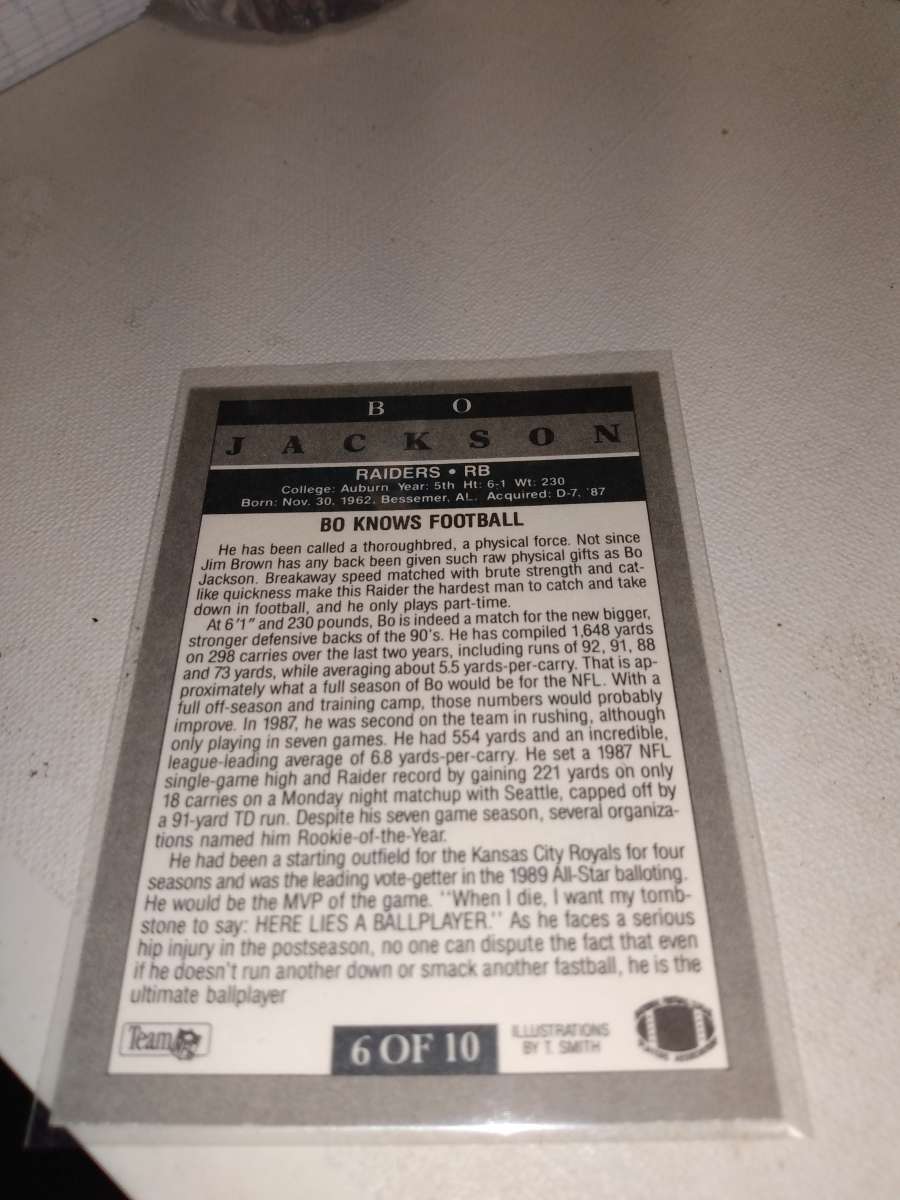 BO
JACKSON
RAIDERS • RB
College: Auburn Year: 5th Ht: 6-1 Wt: 230
Born: Nov. 30, 1962, Bessemer, AL. Acquired: D-7, '87
BO KNOWS FOOTBALL
He has been called a thoroughbred, a physical force. Not since
Jim Brown has any back been given such raw physical gifts as Bo
Jackson. Breakaway speed matched with brute strength and cat-
like quickness make this Raider the hardest man to catch and take
down in football, and he only plays part-time.
At 6'1" and 230 pounds, Bo is indeed a match for the new bigger,
stronger defensive backs of the 90's. He has compiled 1,648 yards
on 298 carries over the last two years, including runs of 92, 91, 88
and 73 yards, while averaging about 5.5 yards-per-carry. That is ap-
proximately what a full season of Bo would be for the NFL. With a
full off-season and training camp, those numbers would probably
improve. In 1987, he was second on the team in rushing, although
only playing in seven games. He had 554 yards and an incredible,
league-leading average of 6.8 yards-per-carry. He set a 1987 NFL
single-game high and Raider record by gaining 221 yards on only
18 carries on a Monday night matchup with Seattle, capped off by
a 91-yard TD run. Despite his seven game season, several organiza-
tions named him Rookie-of-the-Year.
He had been a starting outfield for the Kansas City Royals for four
seasons and was the leading vote-getter in the 1989 All-Star balloting.
He would be the MVP of the game. "When I die, I want my tomb-
stone to say: HERE LIES A BALLPLAYER." As he faces a serious
hip injury in the postseason, no one can dispute the fact that even
if he doesn't run another down or smack another fastball, he is the
ultimate ballplayer
Team
6 OF 10
ILLUSTRATIONS
BY T. SMITH